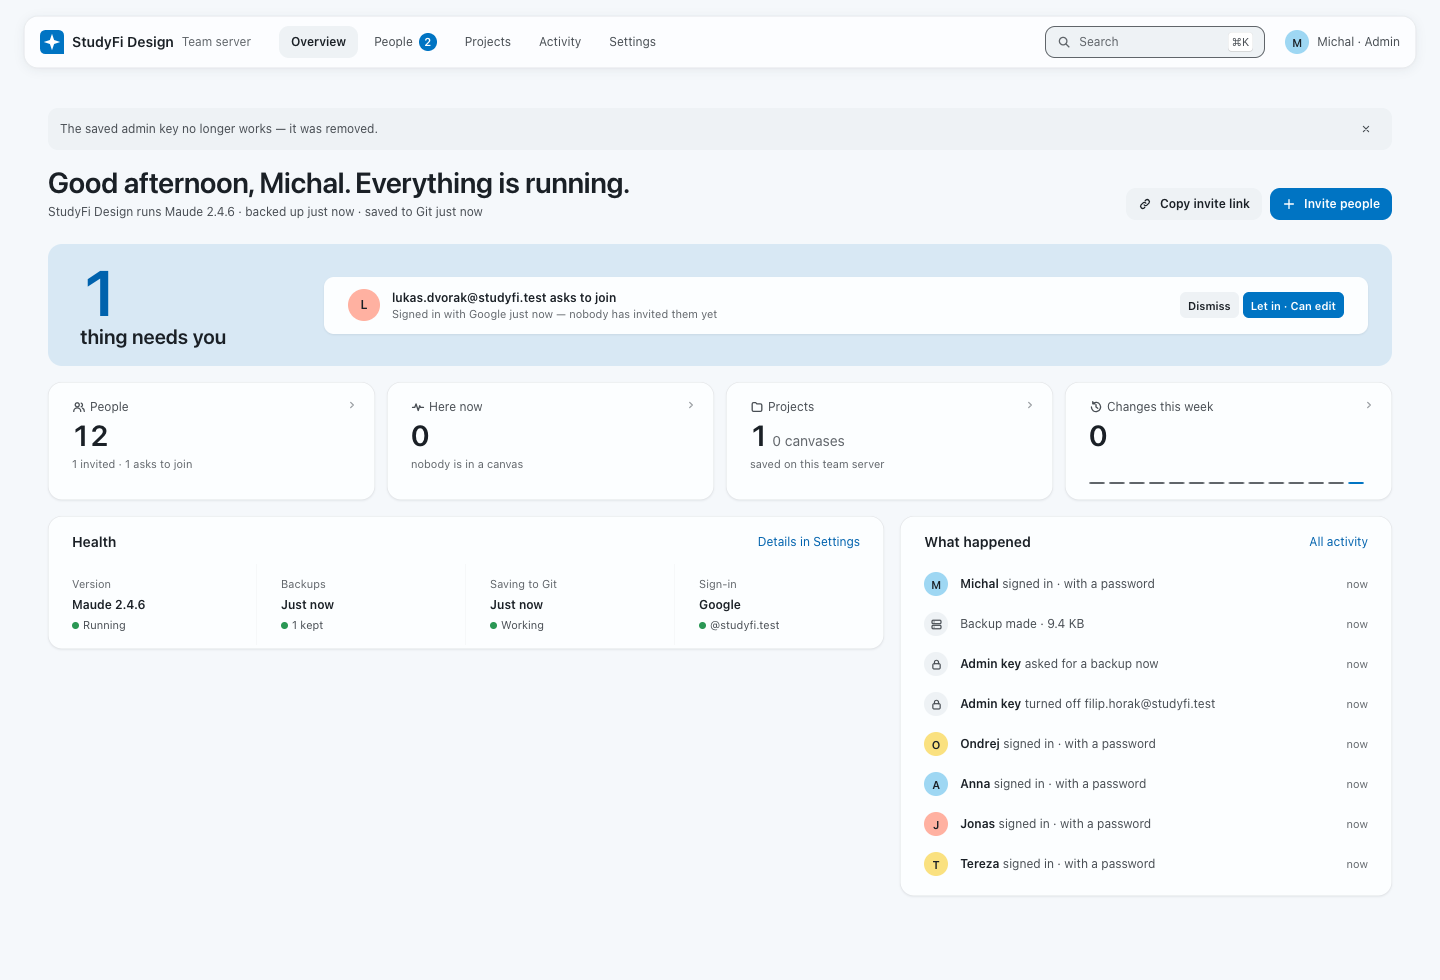 StudyFi Design Team server Overview People 2 Projects Activity Settings Search ⌘K M Michal · Admin
The saved admin key no longer works — it was removed. ×
Good afternoon, Michal. Everything is running.
StudyFi Design runs Maude 2.4.6 · backed up just now · saved to Git just now
Copy invite link
Invite people
1
thing needs you
L
lukas.dvorak@studyfi.test asks to join
Signed in with Google just now — nobody has invited them yet
Dismiss
Let in · Can edit
People
12
1 invited · 1 asks to join
Here now
0
nobody is in a canvas
Projects
1 0 canvases
saved on this team server
Changes this week
0
Health
Details in Settings
Version
Maude 2.4.6
Running
Backups
Just now
1 kept
Saving to Git
Just now
Working
Sign-in
Google
@studyfi.test
What happened
All activity
M Michal signed in · with a password now
Backup made · 9.4 KB now
Admin key asked for a backup now now
Admin key turned off filip.horak@studyfi.test now
O Ondrej signed in · with a password now
A Anna signed in · with a password now
J Jonas signed in · with a password now
T Tereza signed in · with a password now